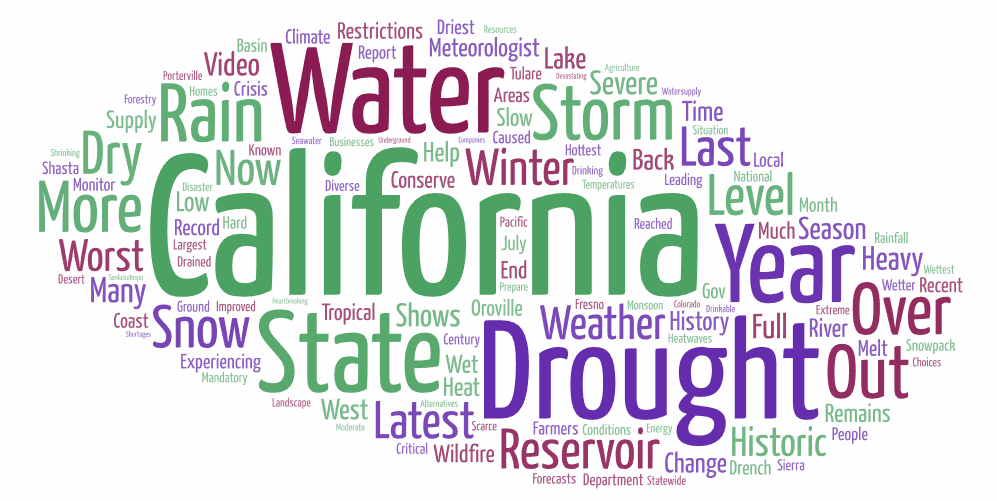 Resources
Driest
Restrictions
Climate
Basin
Meteorologist
Report
Water
Video
Lake
Tulare
Devastating
Agriculture
Porterville
Crisis
Severe
Homes
Areas
Watersupply
Forestry
Rain
Storm
Time
Supply
Slow
Caused
Situation
Seawater
Businesses
Underground
Companies
Last
Dry
Known
Help
Hottest
Shrinking
Now
Winter
Back
Local
Shasta
Drinking
National
Monitor
Disaster
Diverse
Conserve
Temperatures
Leading
Level
More
Low
California
Month
Record
Hard
Pacific
Reached
Much
Season
Largest
July
Year
Rainfall
Worst
Drained
End
Heavy
Wettest
Desert
Sanluisobispo
Prepare
Gov
Wetter
Recent
Many
Ground
Improved
Heartbreaking
Oroville
Fresno
Monsoon
Colorado
Drinkable
Extreme
Over
Coast
Snow
Tropical
Shows
Weather
History
Full
River
Shortages
State
Century
Heatwaves
Melt
Snowpack
Experiencing
Wet
Drought
Out
Choices
Mandatory
Heat
Landscape
West
Alternatives
Latest
Remains
Moderate
Scarce
Farmers
Conditions
Energy
Historic
People
Critical
Wildfire
Reservoir
Change
Drench
Sierra
Forecasts
Department
Statewide